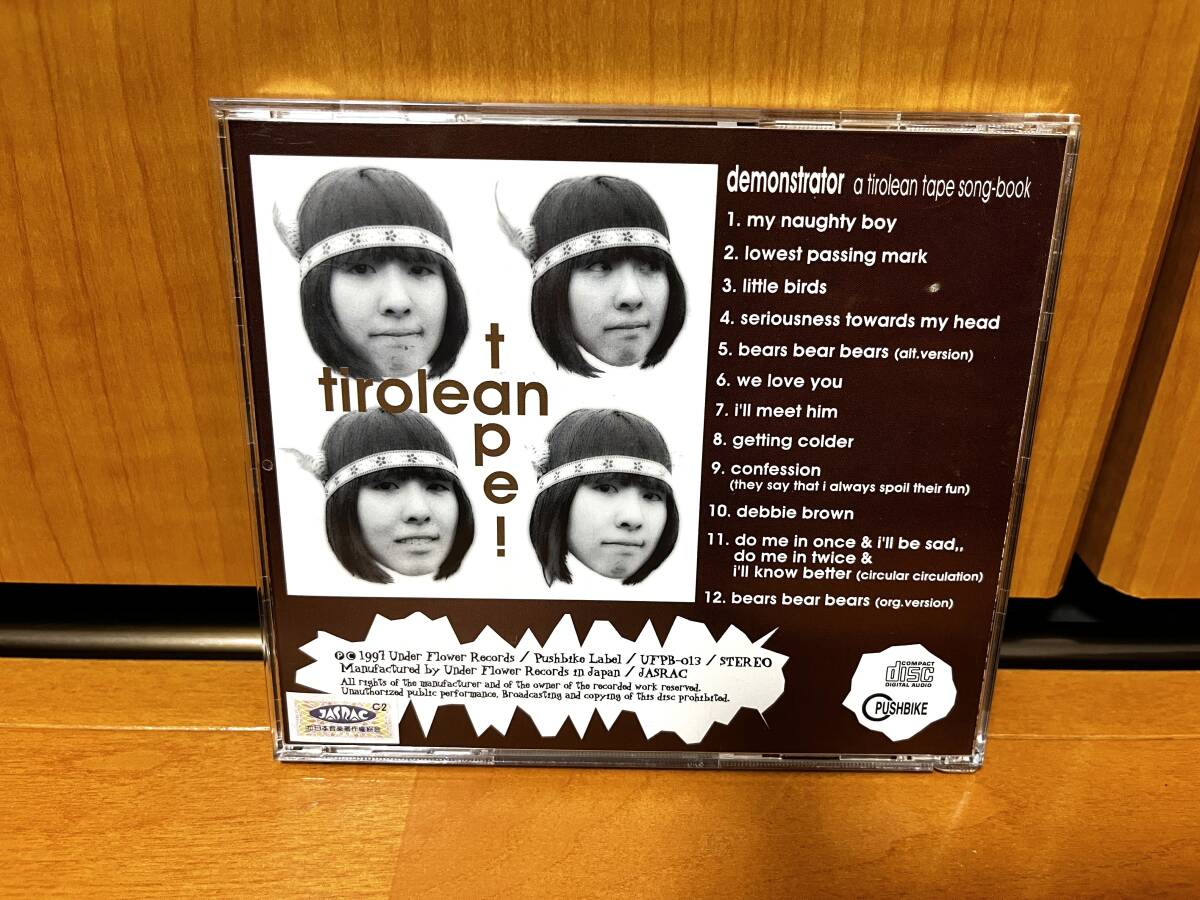 tirolean
tape!
demonstrator a tirolean tape song-book
1. my naughty boy
2. lowest passing mark
3. little birds
4. seriousness towards my head
5. bears bear bears (alt.version)
6. we love you
7. i'll meet him
8. getting colder
9. confession
(they say that i always spoil their fun)
10. debbie brown
11. do me in once & i'll be sad,,
do me in twice &
i'll know better (circular circulation)
12. bears bear bears (org.version)
Ⓟ © 1997 Under Flower Records / Pushbike Label / UFPB-013 / STEREO
Manufactured by Under Flower Records in Japan / JASRAC
All rights of the manufacturer and of the owner of the recorded work reserved.
Unauthorized public performance, Broadcasting and copying of this disc prohibited.
C2
JASRAC
COMPACT
disc
DIGITAL AUDIO
PUSHBIKE